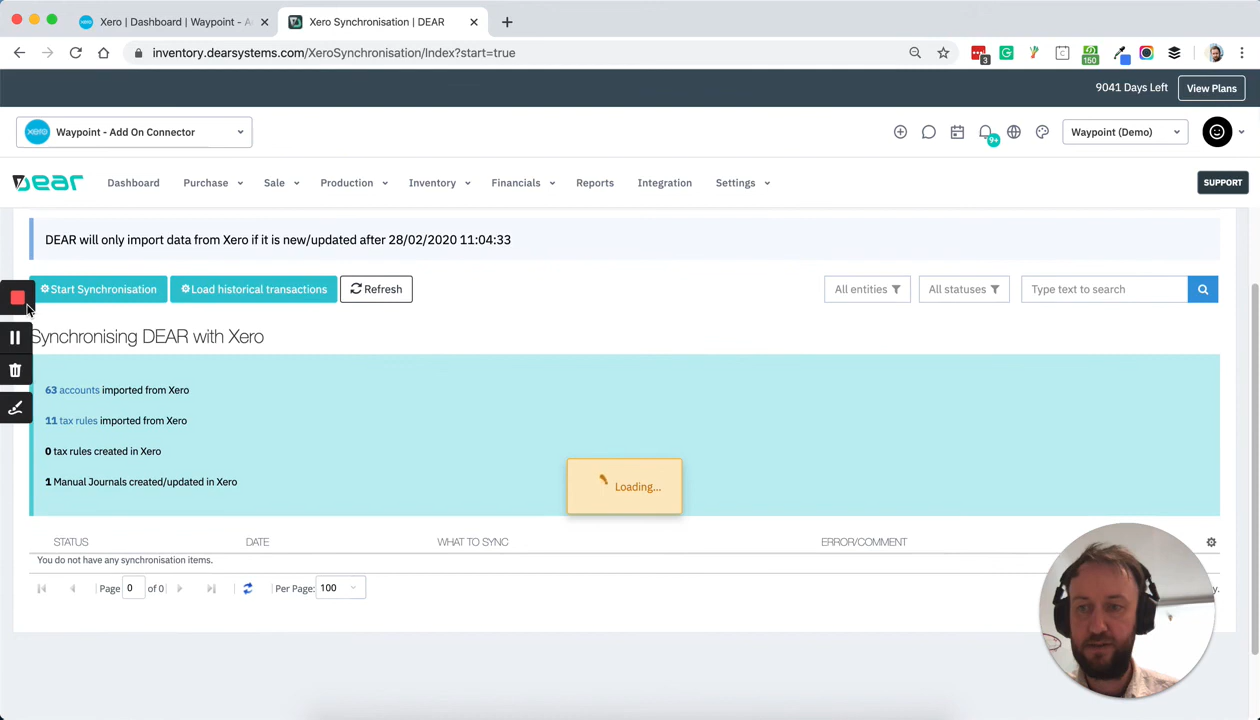 Xero | Dashboard | Waypoint - A
Xero Synchronisation | DEAR
inventory.dearsystems.com/XeroSynchronisation/Index?start=true
3
150
9041 Days Left
View Plans
xero
Waypoint - Add On Connector
9+
Waypoint (Demo)
Dear
Dashboard
Purchase
Sale
Production
Inventory
Financials
Reports
Integration
Settings
SUPPORT
DEAR will only import data from Xero if it is new/updated after 28/02/2020 11:04:33
Start Synchronisation
Load historical transactions
Refresh
All entities
All statuses
Type text to search
Synchronising DEAR with Xero
63 accounts imported from Xero
11 tax rules imported from Xero
0 tax rules created in Xero
1 Manual Journals created/updated in Xero
Loading...
STATUS
DATE
WHAT TO SYNC
ERROR/COMMENT
You do not have any synchronisation items.
Page 0 of 0
Per Page: 100